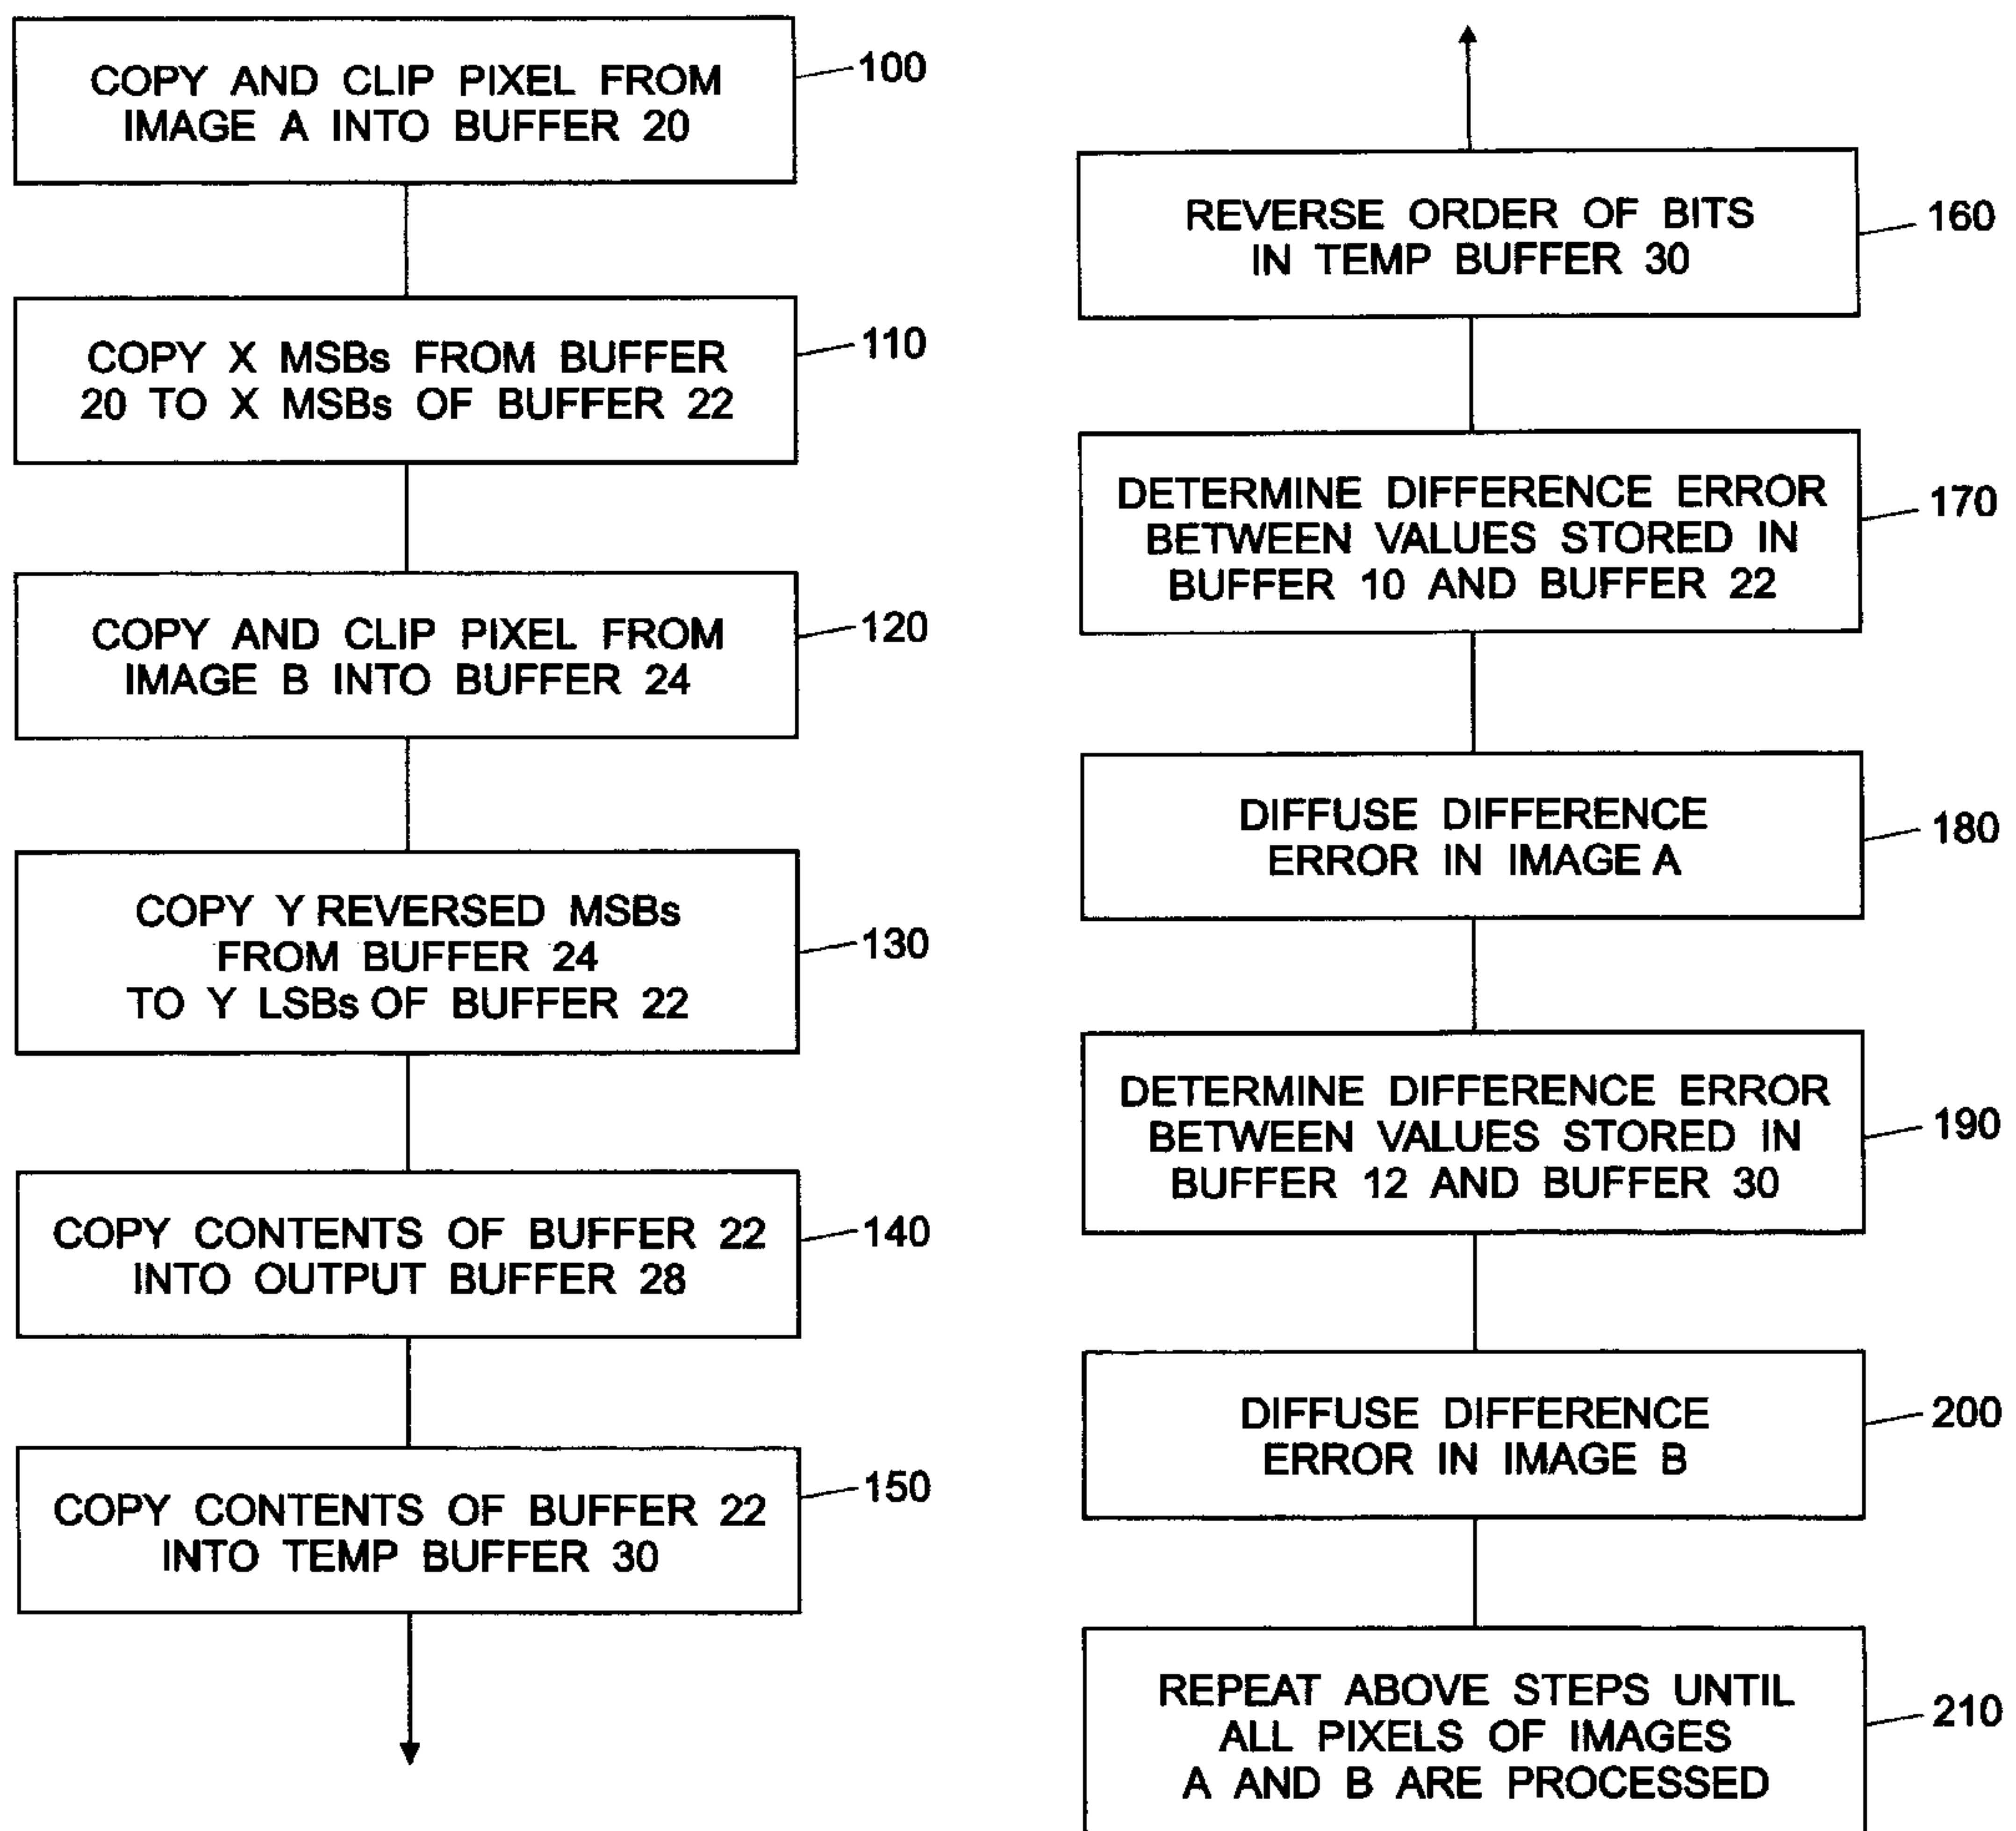 COPY AND CLIP PIXEL FROM
IMAGE A INTO BUFFER 20
100
COPY X MSBs FROM BUFFER
20 TO X MSBs OF BUFFER 22
110
COPY AND CLIP PIXEL FROM
IMAGE B INTO BUFFER 24
120
COPY Y REVERSED MSBs
FROM BUFFER 24
TO Y LSBs OF BUFFER 22
130
COPY CONTENTS OF BUFFER 22
INTO OUTPUT BUFFER 28
140
COPY CONTENTS OF BUFFER 22
INTO TEMP BUFFER 30
150
REVERSE ORDER OF BITS
IN TEMP BUFFER 30
160
DETERMINE DIFFERENCE ERROR
BETWEEN VALUES STORED IN
BUFFER 10 AND BUFFER 22
170
DIFFUSE DIFFERENCE
ERROR IN IMAGE A
180
DETERMINE DIFFERENCE ERROR
BETWEEN VALUES STORED IN
BUFFER 12 AND BUFFER 30
190
DIFFUSE DIFFERENCE
ERROR IN IMAGE B
200
REPEAT ABOVE STEPS UNTIL
ALL PIXELS OF IMAGES
A AND B ARE PROCESSED
210